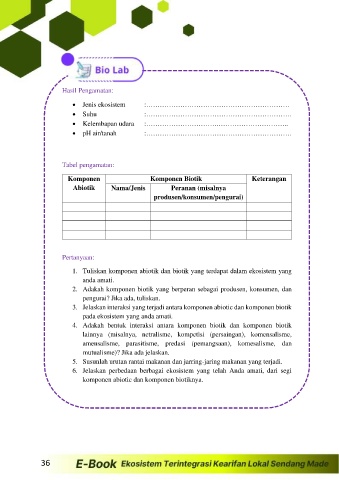 Bio Lab
Hasil Pengamatan:
• Jenis ekosistem :……………………………………………………
• Suhu :……………………………………………………
• Kelembapan udara :……………………………………………………
• pH air/tanah :……………………………………………………
Tabel pengamatan:
Komponen Abiotik
Komponen Biotik
Keterangan
Nama/Jenis
Peranan (misalnya
produsen/konsumen/pengurai)
Pertanyaan:
1. Tuliskan komponen abiotik dan biotik yang terdapat dalam ekosistem yang
anda amati.
2. Adakah komponen biotik yang berperan sebagai produsen, konsumen, dan
pengurai? Jika ada, tuliskan.
3. Jelaskan interaksi yang terjadi antara komponen abiotic dan komponen biotik
pada ekosistem yang anda amati.
4. Adakah bentuk interaksi antara komponen biotik dan komponen biotik
lainnya (misalnya, netralisme, kompetisi (persaingan), komensalisme,
amensalisme, parasitisme, predasi (pemangsaan), komesalisme, dan
mutualisme)? Jika ada jelaskan.
5. Susunlah urutan rantai makanan dan jarring-jaring makanan yang terjadi.
6. Jelaskan perbedaan berbagai ekosistem yang telah Anda amati, dari segi
komponen abiotic dan komponen biotiknya.
36 E-Book Ekosistem Terintegrasi Kearifan Lokal Sendang Made